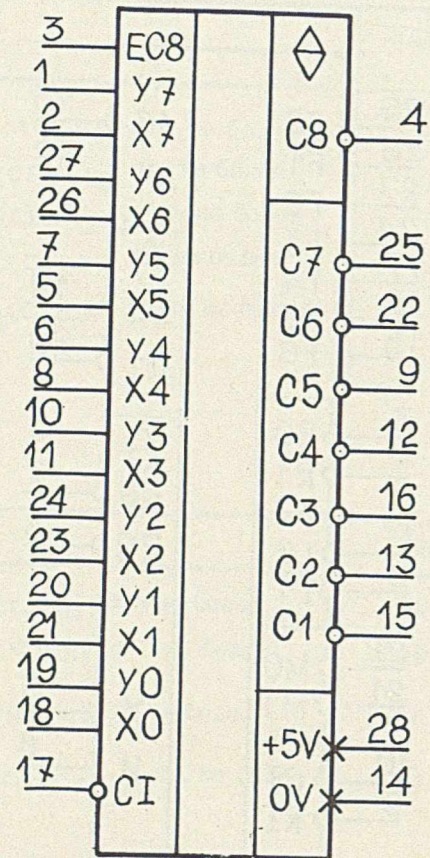 3 EC8
1 Y7
2 X7 C8 4
27 Y6
26 X6
7 Y5 C7 25
5 X5 C6 22
6 Y4
8 X4 C5 9
10 Y3 C4 12
11 X3
24 Y2 C3 16
23 X2 C2 13
20 Y1
21 X1 C1 15
19 Y0
18 X0 +5V 28
17 CI 0V 14